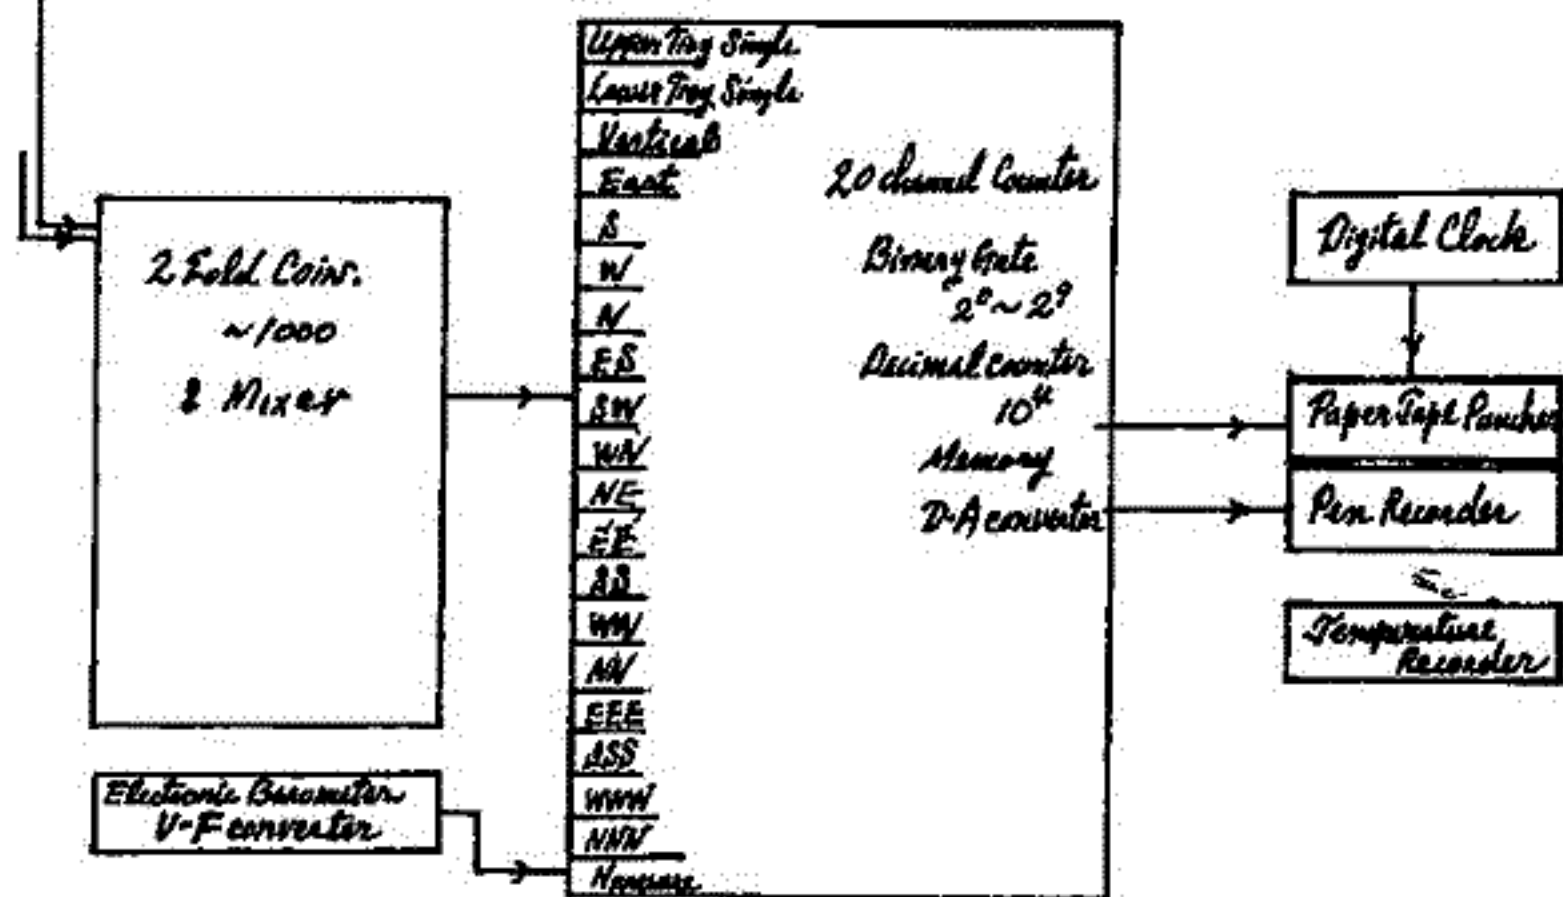 2 Fold Coin.
~1000
& Mixer
Electronic Barometer
V-F converter
Upper Tray Single
Lower Tray Single
Vertical
East
S
W
N
ES
SW
WN
NE
EE
SS
WW
NN
EEE
SSS
WWW
NNN
20 channel Counter
Binary Gate
2⁰~2⁹
Decimal counter
10⁴
Memory
D-A converter
Digital Clock
Paper Tape Puncher
Pen Recorder
Temperature
Recorder